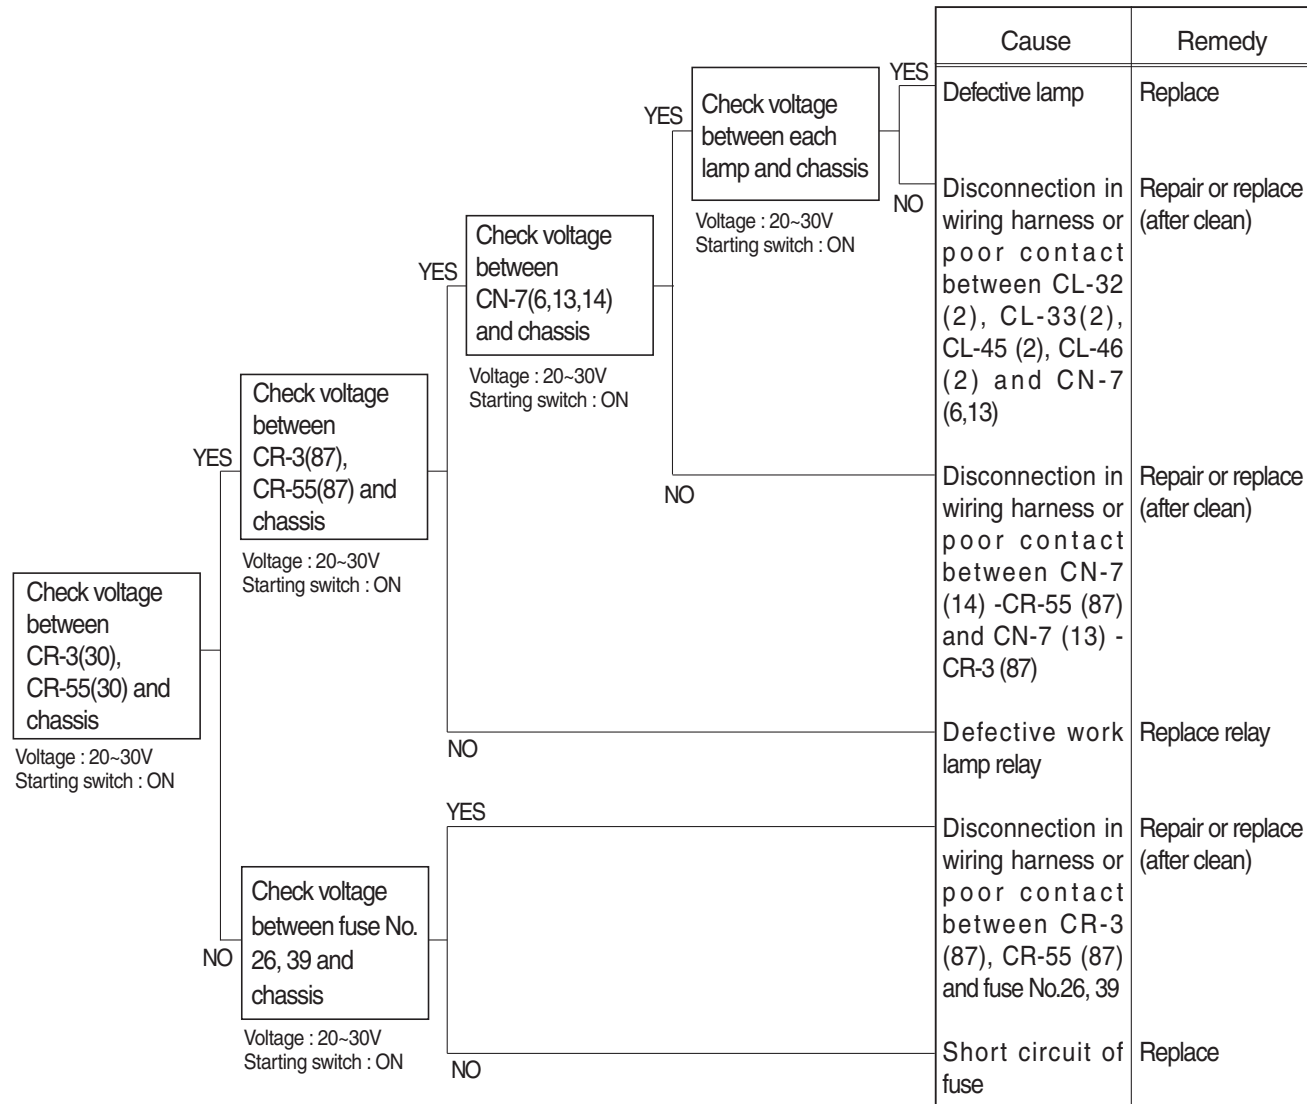 Cause
Remedy
YES
Defective lamp
Replace
YES
Check voltage
between each
lamp and chassis
NO
Disconnection in
wiring harness or
poor contact
between CL-32
(2), CL-33(2),
CL-45 (2), CL-46
(2) and CN-7
(6,13)
Repair or replace
(after clean)
Voltage : 20~30V
Starting switch : ON
YES
Check voltage
between
CN-7(6,13,14)
and chassis
Voltage : 20~30V
Starting switch : ON
NO
Disconnection in
wiring harness or
poor contact
between CN-7
(14) -CR-55 (87)
and CN-7 (13) -
CR-3 (87)
Repair or replace
(after clean)
YES
Check voltage
between
CR-3(87),
CR-55(87) and
chassis
Voltage : 20~30V
Starting switch : ON
Check voltage
between
CR-3(30),
CR-55(30) and
chassis
Voltage : 20~30V
Starting switch : ON
NO
Defective work
lamp relay
Replace relay
YES
Disconnection in
wiring harness or
poor contact
between CR-3
(87), CR-55 (87)
and fuse No.26, 39
Repair or replace
(after clean)
NO
Check voltage
between fuse No.
26, 39 and
chassis
Voltage : 20~30V
Starting switch : ON
NO
Short circuit of
fuse
Replace